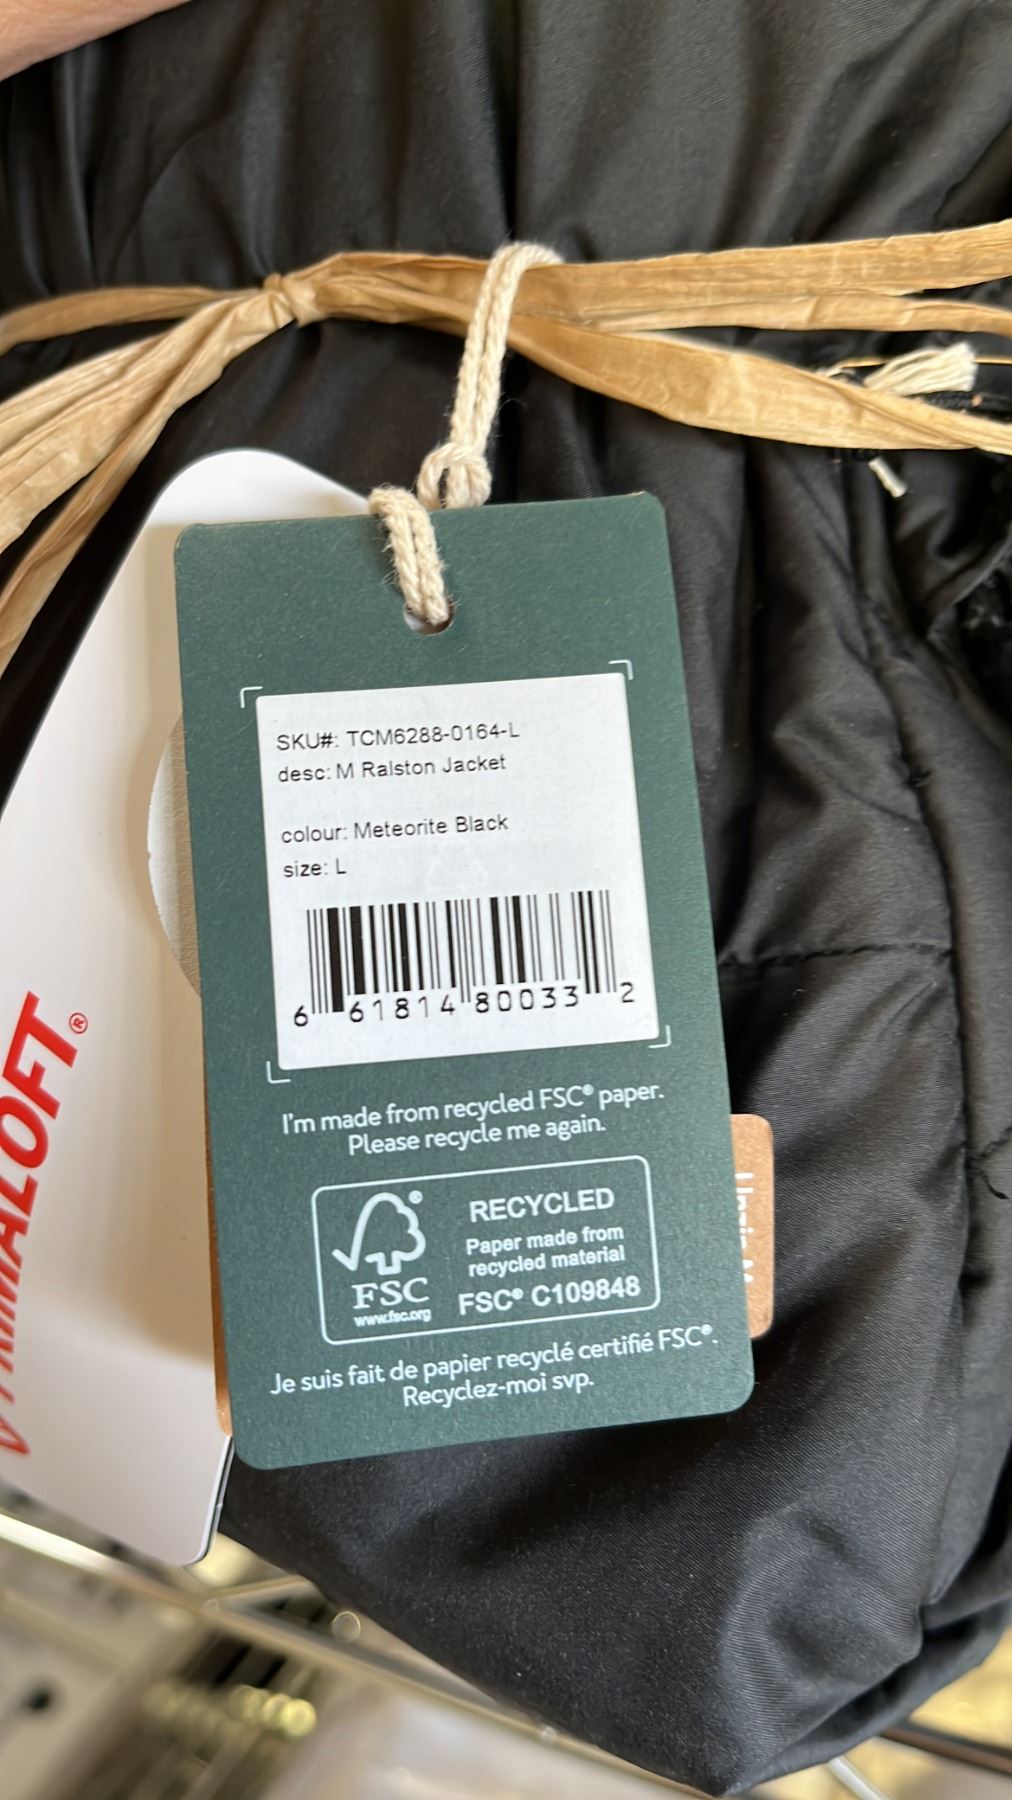 SKU#: TCM6288-0164-L
desc: M Ralston Jacket
colour: Meteorite Black
size: L
6 61814 80033 2
I'm made from recycled FSC® paper.
Please recycle me again.
FSC®
www.fsc.org
RECYCLED
Paper made from
recycled material
FSC® C109848
Je suis fait de papier recyclé certifié FSC®.
Recyclez-moi svp.
PRIMALOFT®